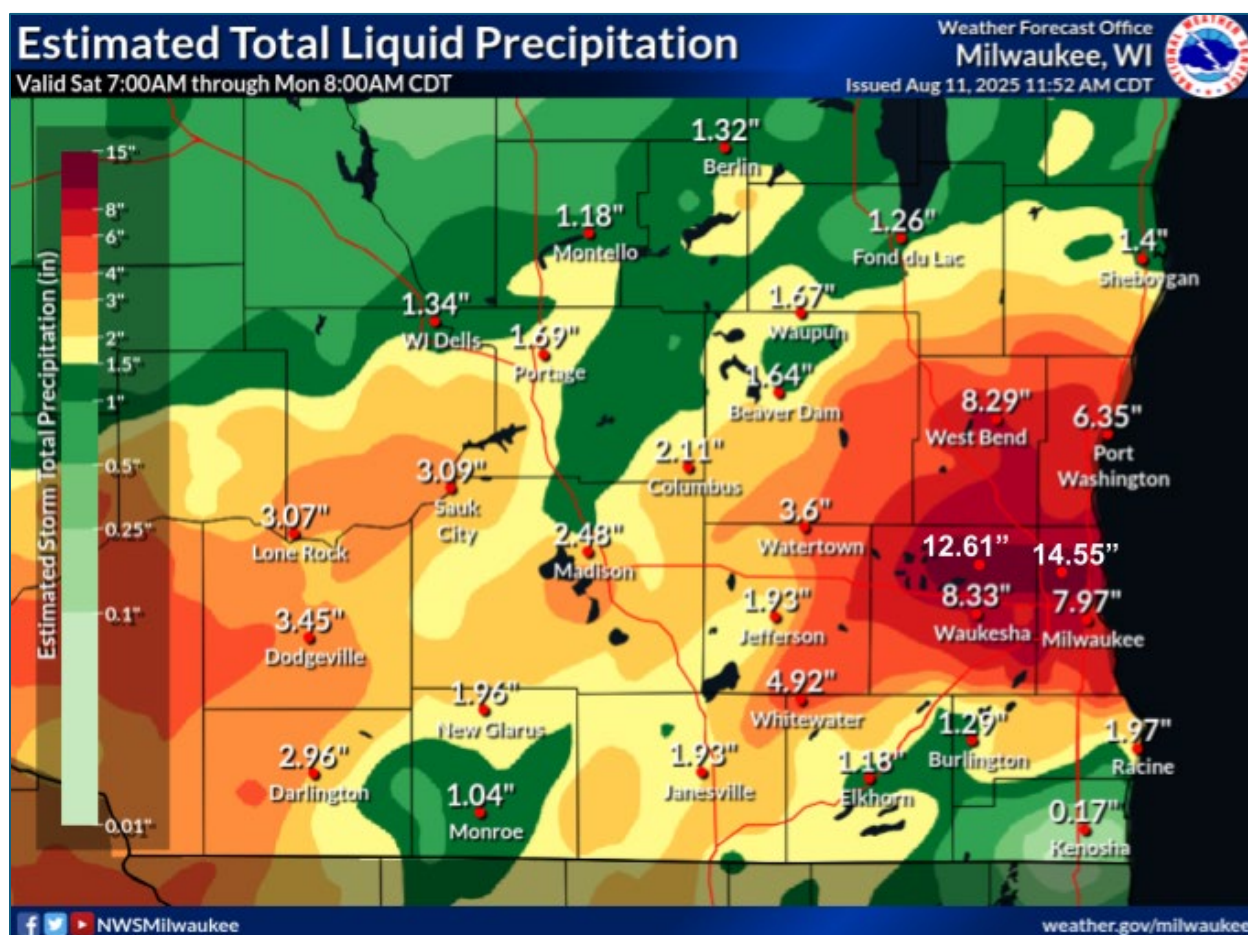 Estimated Total Liquid Precipitation
Valid Sat 7:00AM through Mon 8:00AM CDT
Weather Forecast Office
Milwaukee, WI
Issued Aug 11, 2025 11:52 AM CDT
Estimated Storm Total Precipitation (in)
15"
8"
6"
4"
3"
2"
1.5"
1"
0.5"
0.25"
0.1"
0.01"
1.32"
Berlin
1.18"
Montello
1.26"
Fond du Lac
1.4"
Sheboygan
1.34"
WI Dells
1.69"
Portage
1.67"
Waupun
1.64"
Beaver Dam
8.29"
West Bend
6.35"
Port
Washington
3.09"
Sauk
City
2.11"
Columbus
3.07"
Lone Rock
2.48"
Madison
3.6"
Watertown
12.61”
14.55”
3.45"
Dodgeville
1.93"
Jefferson
8.33"
Waukesha
7.97"
Milwaukee
1.96"
New Glarus
4.92"
Whitewater
1.29"
Burlington
1.97"
Racine
2.96"
Darlington
1.04"
Monroe
1.93"
Janesville
1.18"
Elkhorn
0.17"
Kenosha
NWSMilwaukee
weather.gov/milwaukee